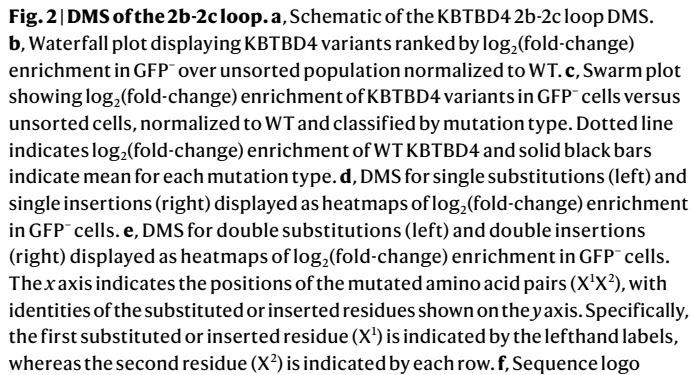 Fig. 2 | DMS of the 2b-2c loop. a, Schematic of the KBTBD4 2b-2c loop DMS.
b, Waterfall plot displaying KBTBD4 variants ranked by log₂(fold-change)
enrichment in GFP⁻ over unsorted population normalized to WT. c, Swarm plot
showing log₂(fold-change) enrichment of KBTBD4 variants in GFP⁻ cells versus
unsorted cells, normalized to WT and classified by mutation type. Dotted line
indicates log₂(fold-change) enrichment of WT KBTBD4 and solid black bars
indicate mean for each mutation type. d, DMS for single substitutions (left) and
single insertions (right) displayed as heatmaps of log₂(fold-change) enrichment
in GFP⁻ cells. e, DMS for double substitutions (left) and double insertions
(right) displayed as heatmaps of log₂(fold-change) enrichment in GFP⁻ cells.
The x axis indicates the positions of the mutated amino acid pairs (X¹X²), with
identities of the substituted or inserted residues shown on the y axis. Specifically,
the first substituted or inserted residue (X¹) is indicated by the lefthand labels,
whereas the second residue (X²) is indicated by each row. f, Sequence logo